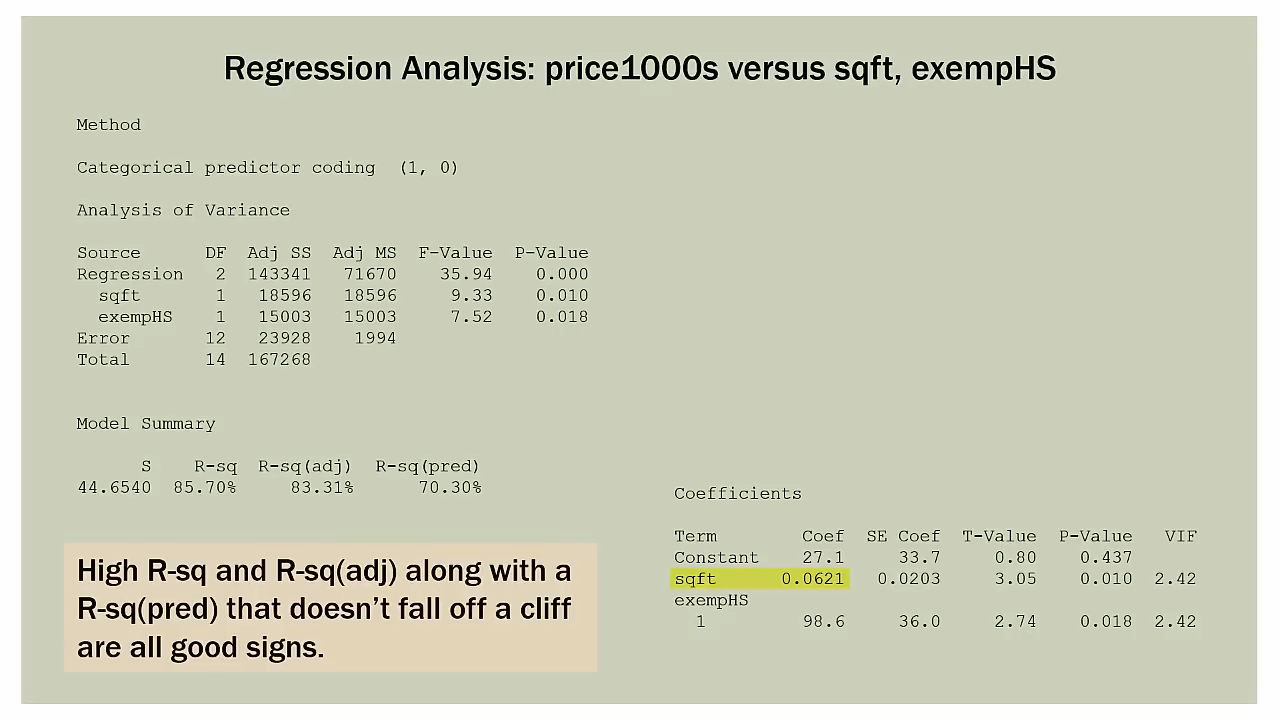 Regression Analysis: price1000s versus sqft, exempHS
Method
Categorical predictor coding (1, 0)
Analysis of Variance
Source DF Adj SS Adj MS F-Value P-Value
Regression 2 143341 71670 35.94 0.000
sqft 1 18596 18596 9.33 0.010
exempHS 1 15003 15003 7.52 0.018
Error 12 23928 1994
Total 14 167268
Model Summary
S R-sq R-sq(adj) R-sq(pred)
44.6540 85.70% 83.31% 70.30%
High R-sq and R-sq(adj) along with a
R-sq(pred) that doesn’t fall off a cliff
are all good signs.
Coefficients
Term Coef SE Coef T-Value P-Value VIF
Constant 27.1 33.7 0.80 0.437
sqft 0.0621 0.0203 3.05 0.010 2.42
exempHS
1 98.6 36.0 2.74 0.018 2.42